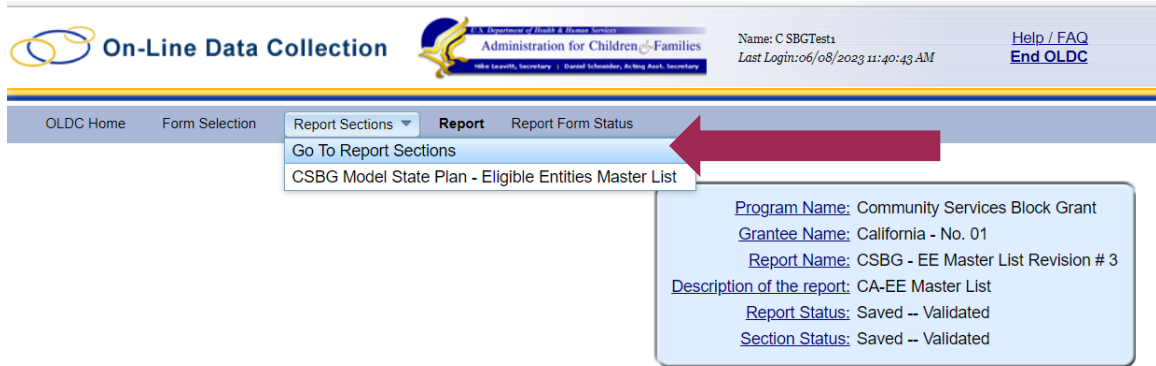 On-Line Data Collection
U.S. Department of Health & Human Services
Administration for Children & Families
Mike Leavitt, Secretary | Daniel Schneider, Acting Asst. Secretary
Name: C SBGTest1
Last Login:06/08/2023 11:40:43 AM
Help / FAQ
End OLDC
OLDC Home Form Selection Report Sections Report Report Form Status
Go To Report Sections
CSBG Model State Plan - Eligible Entities Master List
Program Name: Community Services Block Grant
Grantee Name: California - No. 01
Report Name: CSBG - EE Master List Revision # 3
Description of the report: CA-EE Master List
Report Status: Saved -- Validated
Section Status: Saved -- Validated